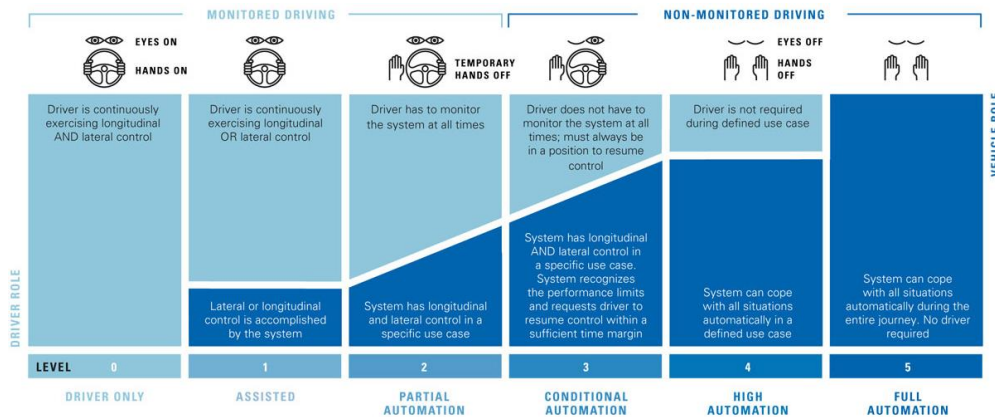 MONITORED DRIVING
NON-MONITORED DRIVING
EYES ON
HANDS ON
TEMPORARY
HANDS OFF
EYES OFF
HANDS
OFF
Driver is continuously
exercising longitudinal
AND lateral control
Driver is continuously
exercising longitudinal
OR lateral control
Driver has to monitor
the system at all times
Driver does not have to
monitor the system at all
times; must always be
in a position to resume
control
Driver is not required
during defined use case
VEHICLE ROLE
DRIVER ROLE
Lateral or longitudinal
control is accomplished
by the system
System has longitudinal
and lateral control in a
specific use case
System has longitudinal
AND lateral control in
a specific use case.
System recognizes
the performance limits
and requests driver to
resume control within a
sufficient time margin
System can cope
with all situations
automatically in a
defined use case
System can cope
with all situations
automatically during the
entire journey. No driver
required
LEVEL 0 1 2 3 4 5
DRIVER ONLY
ASSISTED
PARTIAL
AUTOMATION
CONDITIONAL
AUTOMATION
HIGH
AUTOMATION
FULL
AUTOMATION